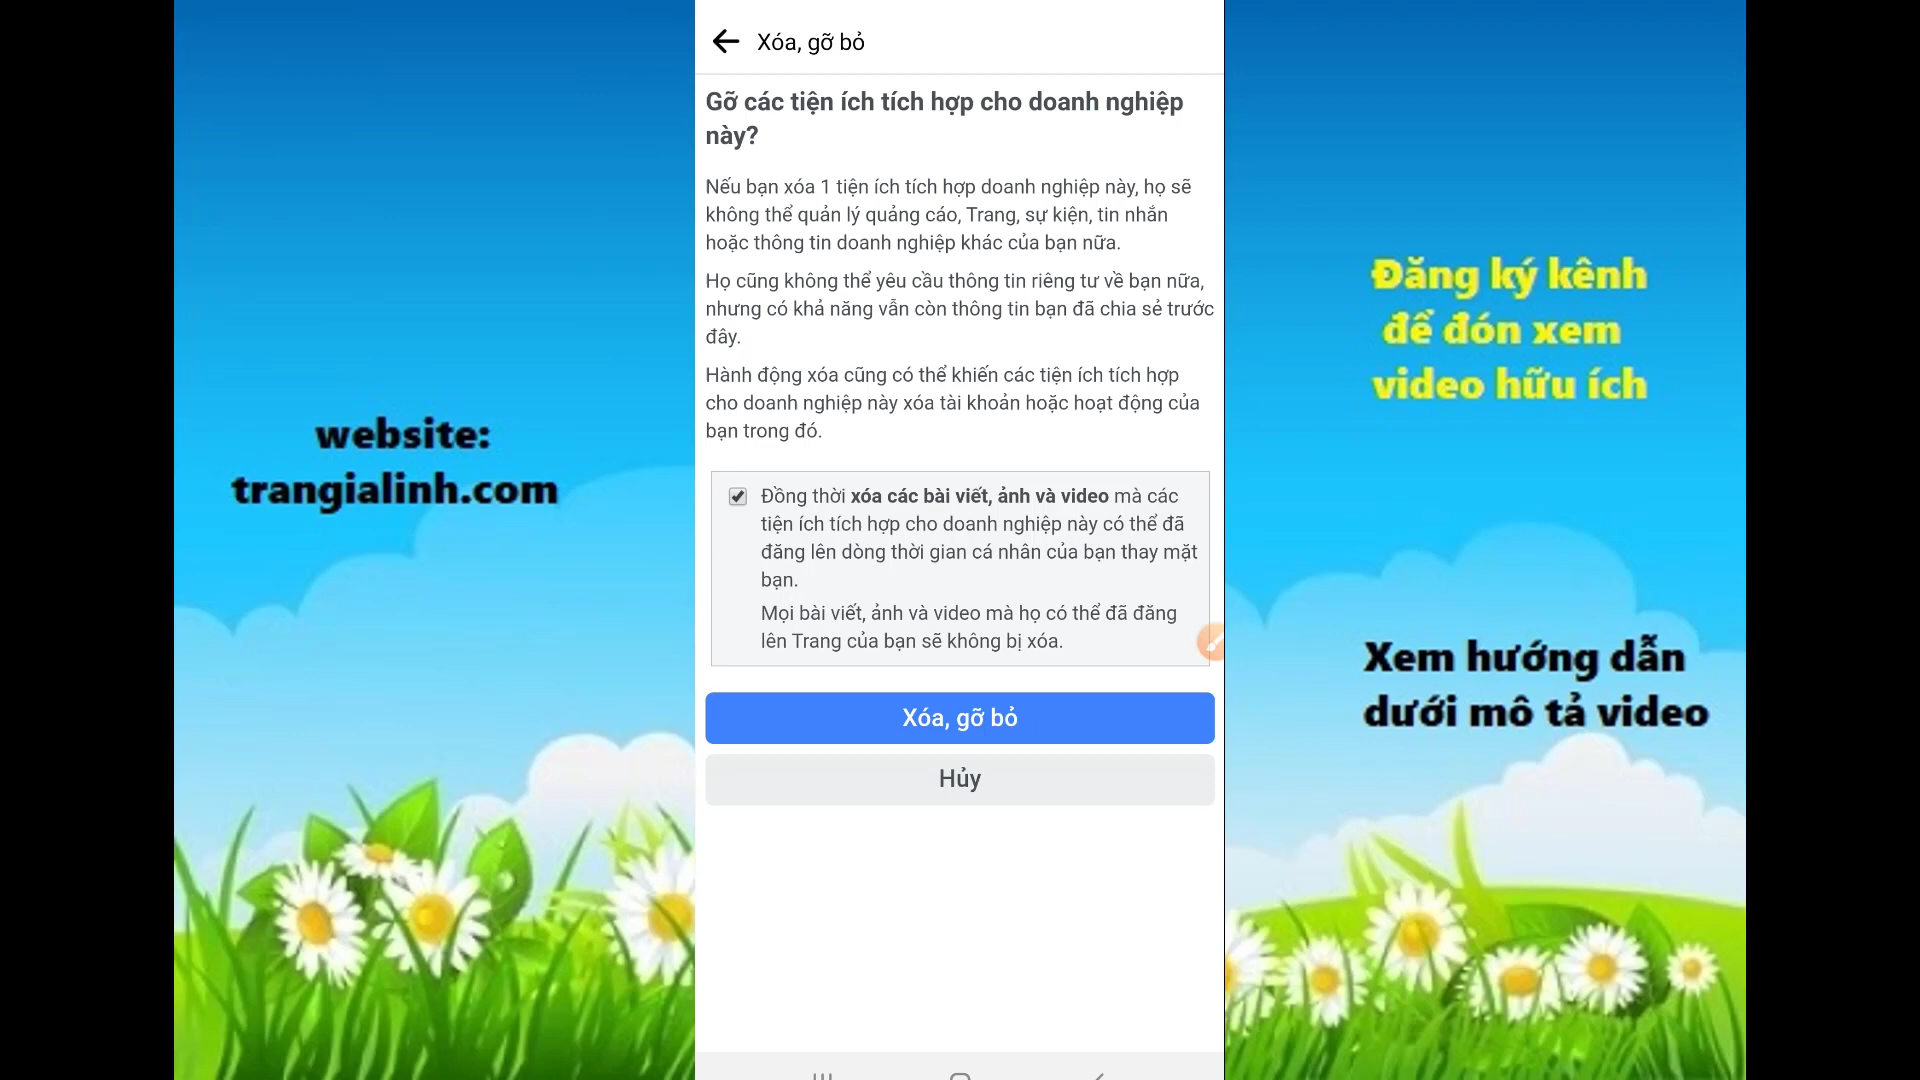 Xóa, gỡ bỏ
Gỡ các tiện ích tích hợp cho doanh nghiệp
này?
Nếu bạn xóa 1 tiện ích tích hợp doanh nghiệp này, họ sẽ
không thể quản lý quảng cáo, Trang, sự kiện, tin nhắn
hoặc thông tin doanh nghiệp khác của bạn nữa.
Họ cũng không thể yêu cầu thông tin riêng tư về bạn nữa,
nhưng có khả năng vẫn còn thông tin bạn đã chia sẻ trước
đây.
Hành động xóa cũng có thể khiến các tiện ích tích hợp
cho doanh nghiệp này xóa tài khoản hoặc hoạt động của
bạn trong đó.
Đồng thời xóa các bài viết, ảnh và video mà các
tiện ích tích hợp cho doanh nghiệp này có thể đã
đăng lên dòng thời gian cá nhân của bạn thay mặt
bạn.
Mọi bài viết, ảnh và video mà họ có thể đã đăng
lên Trang của bạn sẽ không bị xóa.
Xóa, gỡ bỏ
Hủy
website:
trangialinh.com
Đăng ký kênh
để đón xem
video hữu ích
Xem hướng dẫn
dưới mô tả video